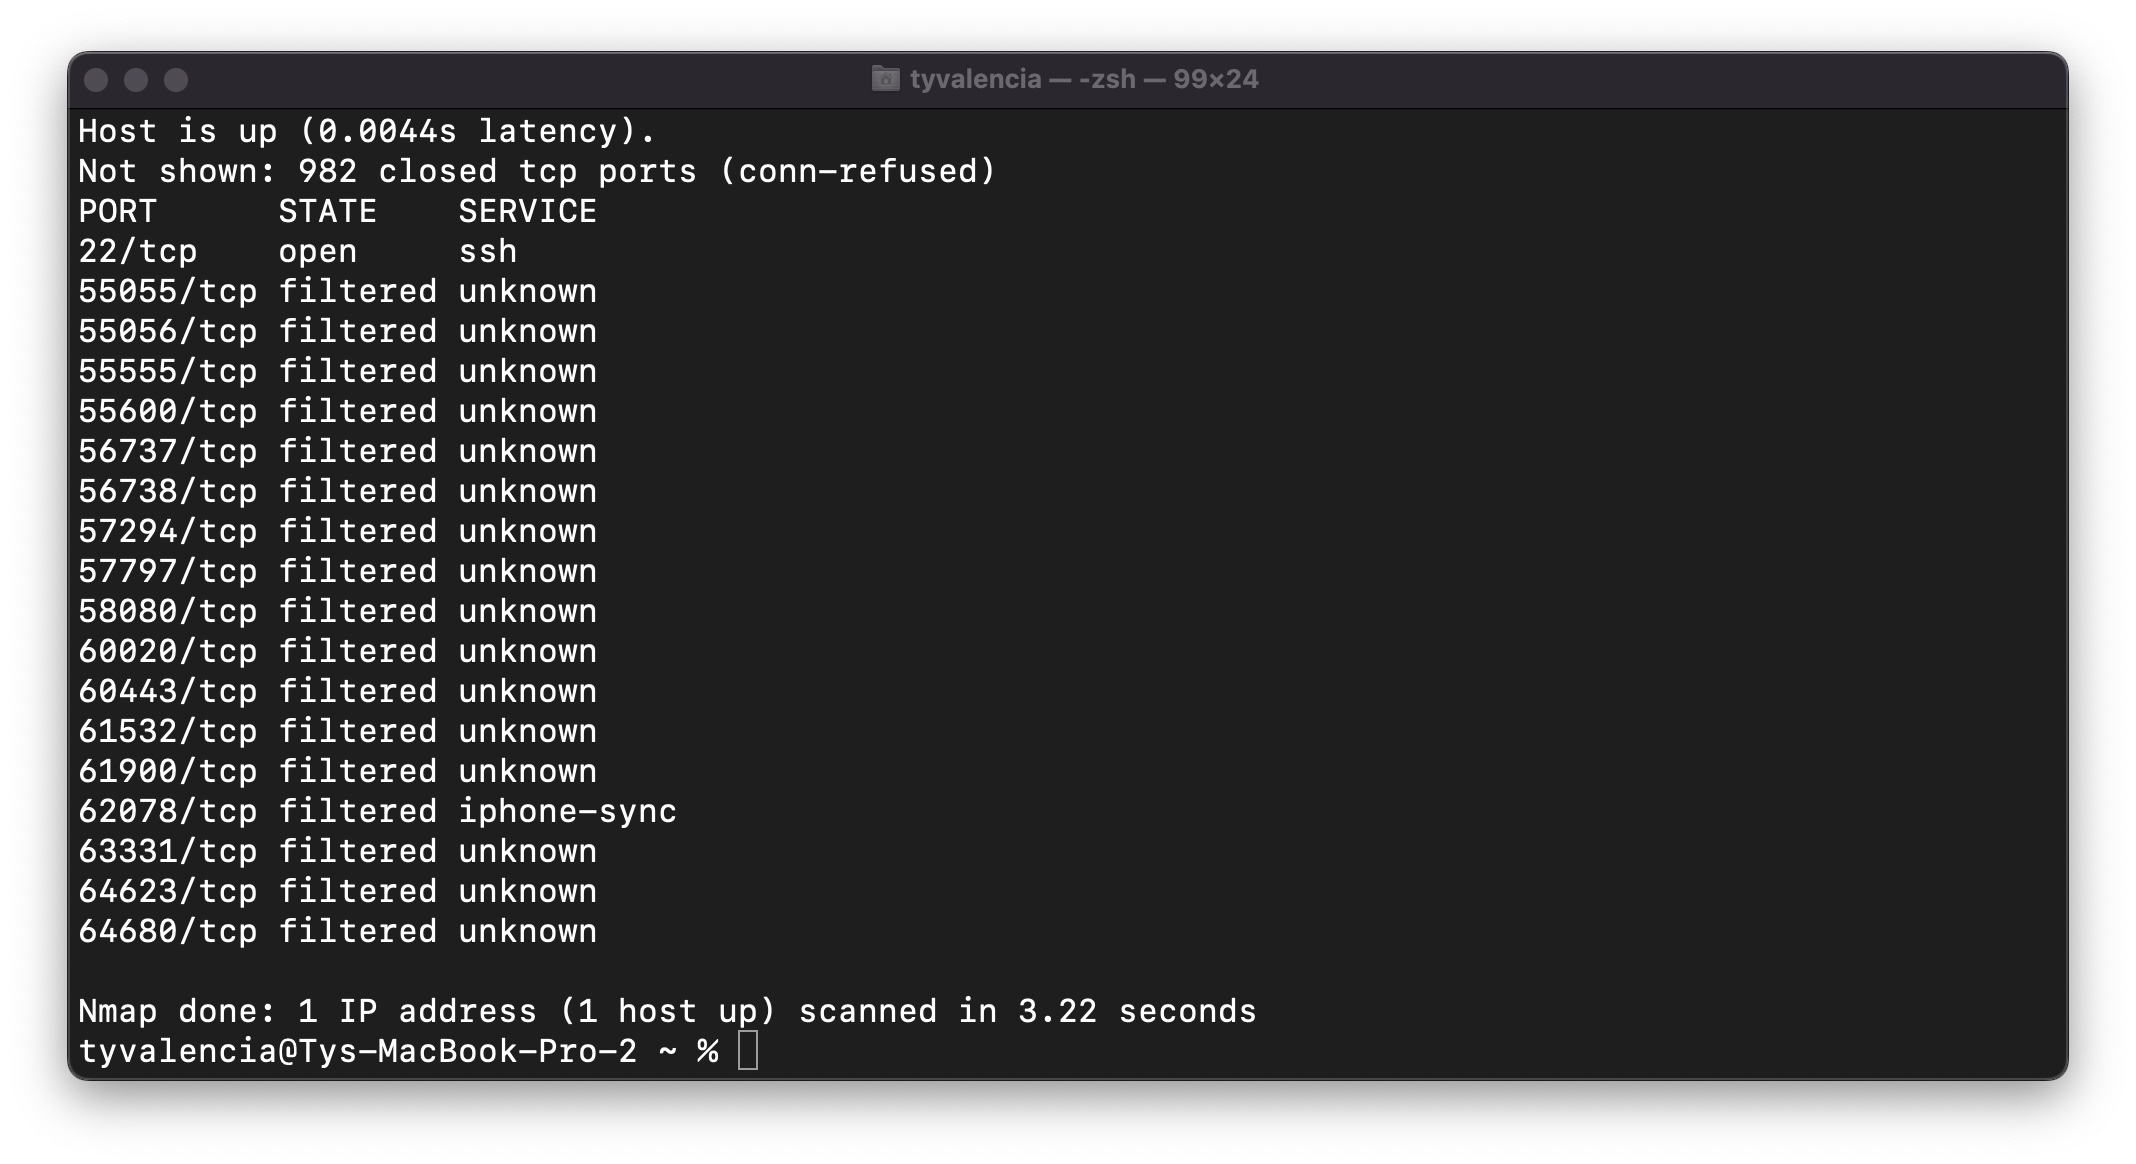 tyvalencia — -zsh — 99×24
Host is up (0.0044s latency).
Not shown: 982 closed tcp ports (conn-refused)
PORT      STATE    SERVICE
22/tcp    open     ssh
55055/tcp filtered unknown
55056/tcp filtered unknown
55555/tcp filtered unknown
55600/tcp filtered unknown
56737/tcp filtered unknown
56738/tcp filtered unknown
57294/tcp filtered unknown
57797/tcp filtered unknown
58080/tcp filtered unknown
60020/tcp filtered unknown
60443/tcp filtered unknown
61532/tcp filtered unknown
61900/tcp filtered unknown
62078/tcp filtered iphone-sync
63331/tcp filtered unknown
64623/tcp filtered unknown
64680/tcp filtered unknown
Nmap done: 1 IP address (1 host up) scanned in 3.22 seconds
tyvalencia@Tys-MacBook-Pro-2 ~ %